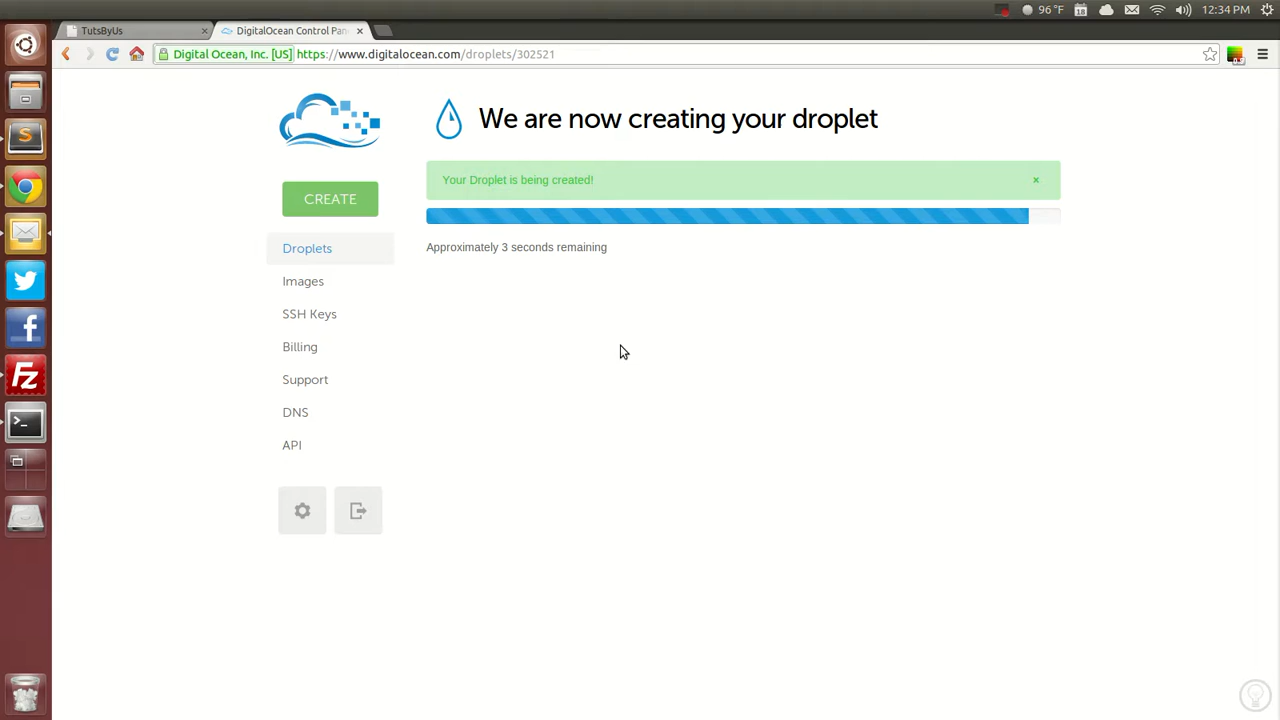 96 °F
18
12:34 PM
TutsByUs
DigitalOcean Control Pan
Digital Ocean, Inc. [US]
https://www.digitalocean.com/droplets/302521
We are now creating your droplet
Your Droplet is being created!
×
CREATE
Approximately 3 seconds remaining
Droplets
Images
SSH Keys
Billing
Support
DNS
API